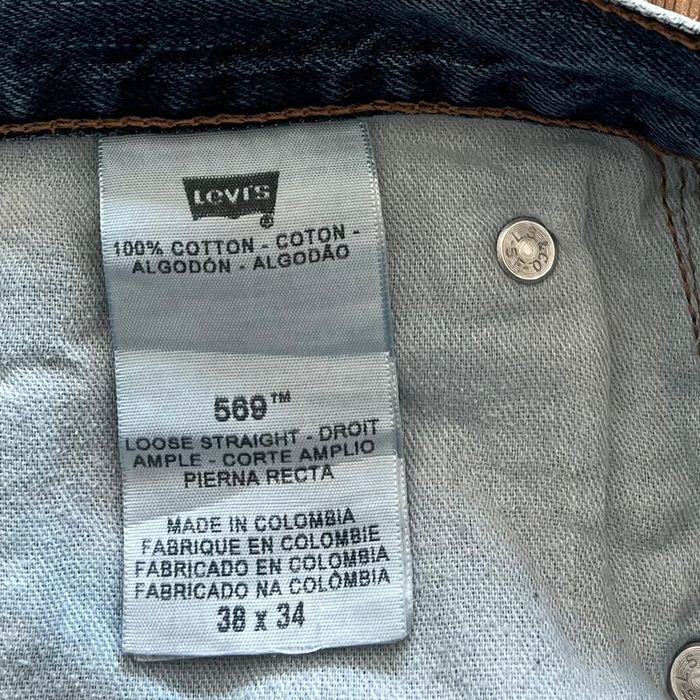 Levi's
®
100% COTTON - COTON -
ALGODÓN - ALGODÃO
569™
LOOSE STRAIGHT - DROIT
AMPLE - CORTE AMPLIO
PIERNA RECTA
MADE IN COLOMBIA
FABRIQUE EN COLOMBIE
FABRICADO EN COLOMBIA
FABRICADO NA COLÔMBIA
38 x 34
L.S.&CO.-S.F.